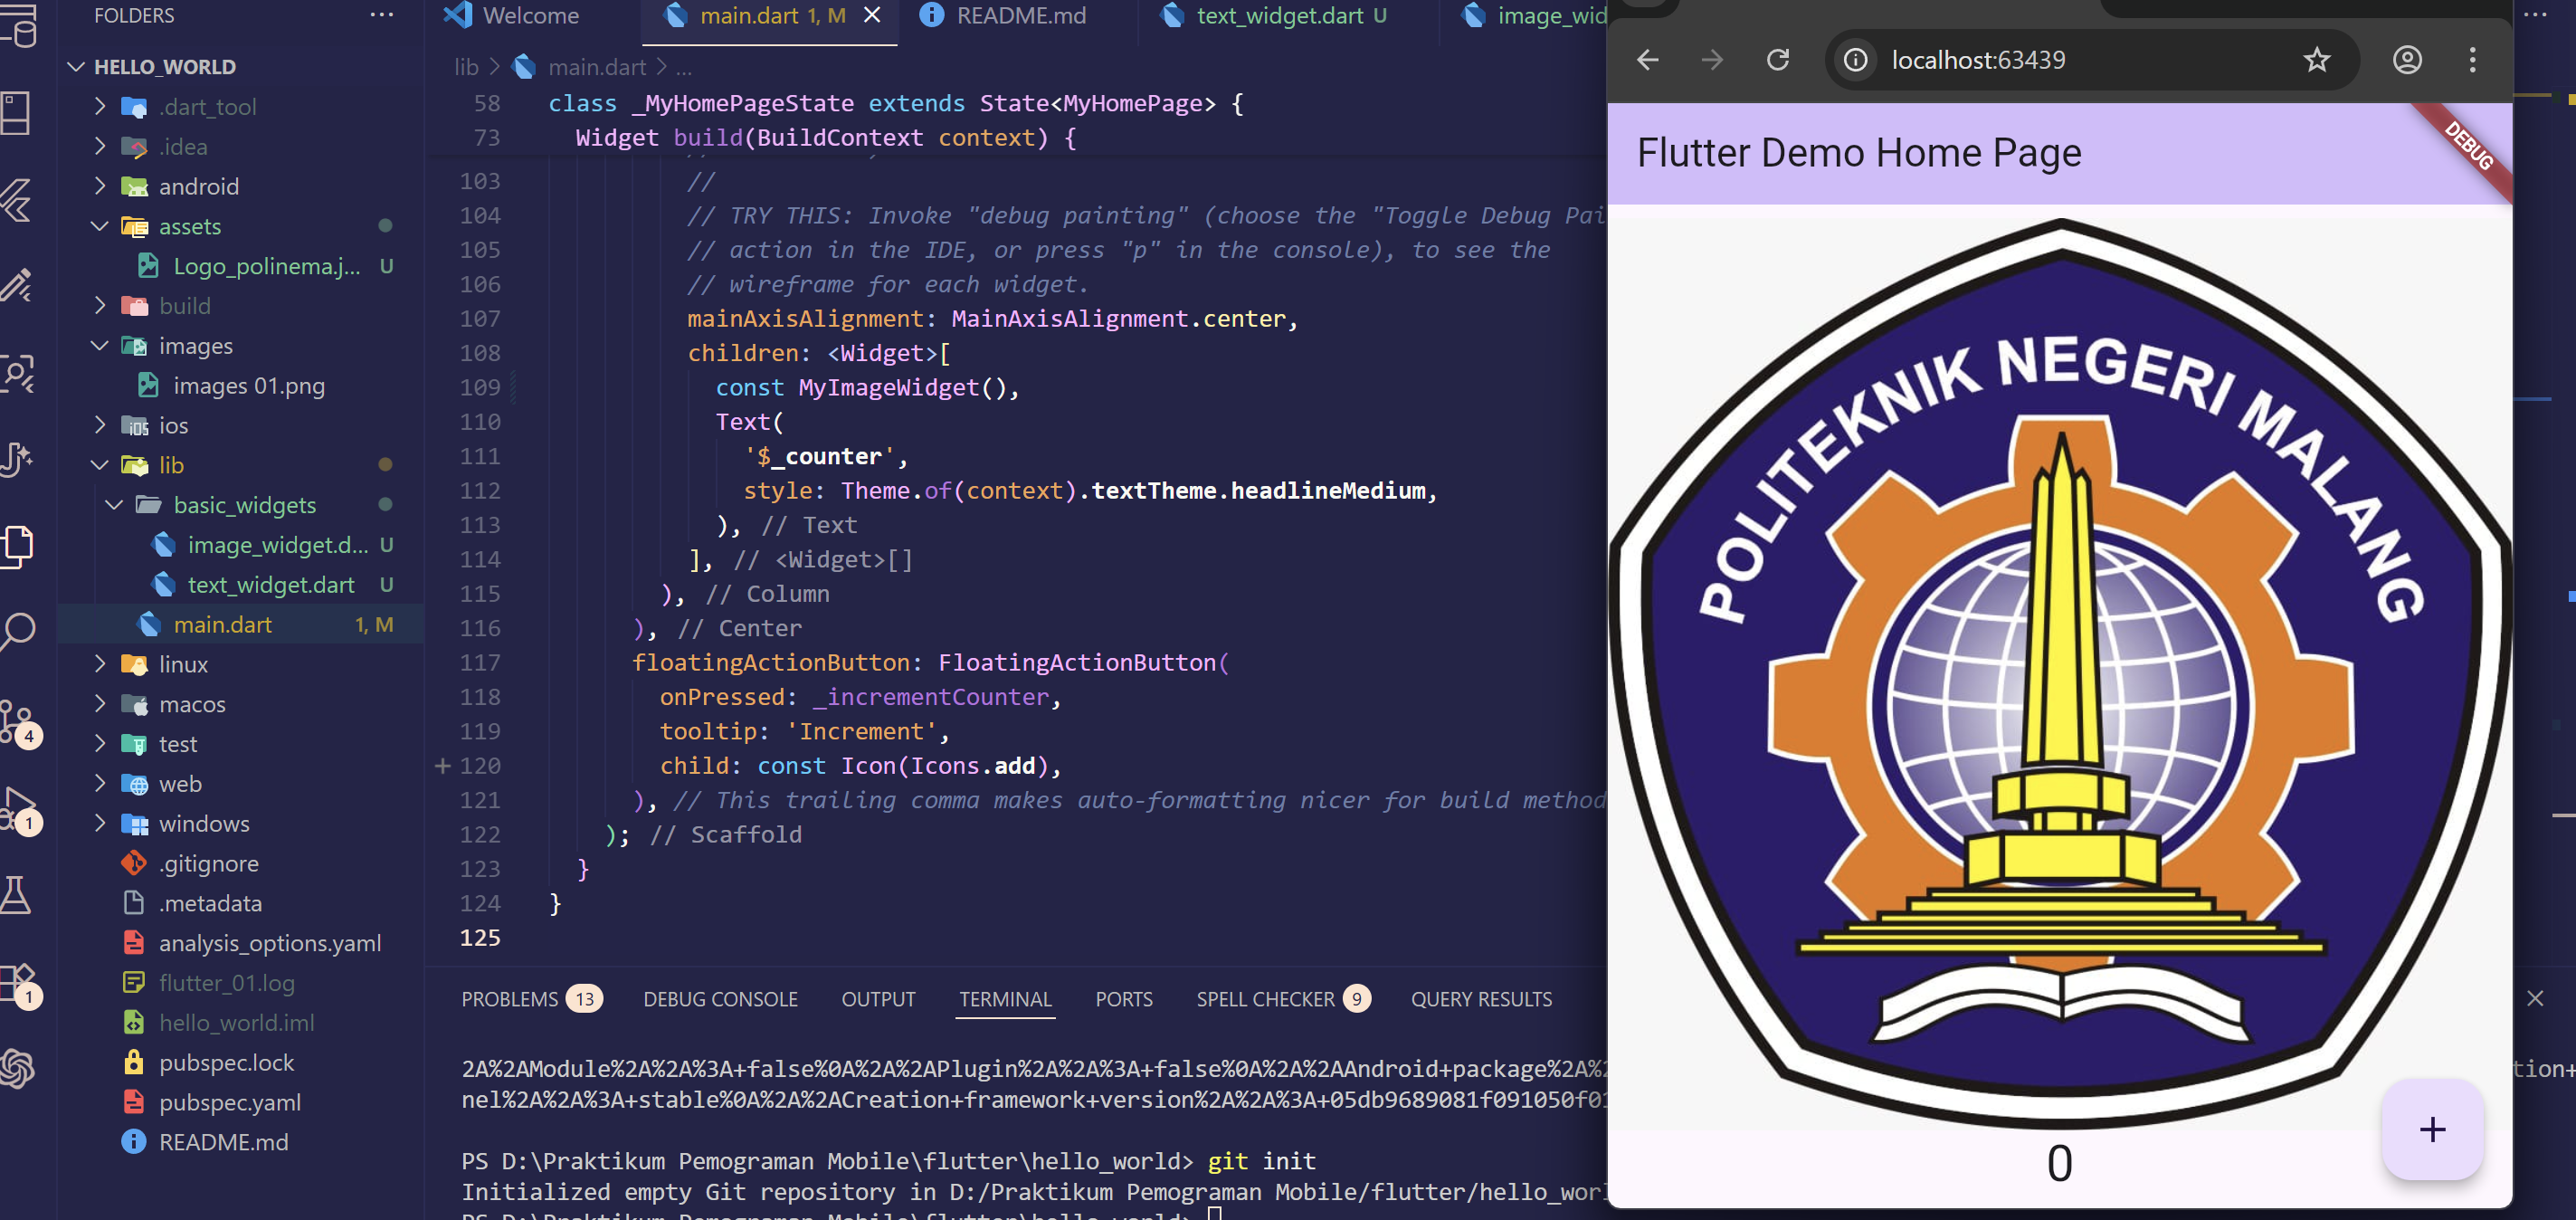 FOLDERS
HELLO_WORLD
.dart_tool
.idea
android
assets
Logo_polinema.j... U
build
images
images 01.png
ios
lib
basic_widgets
image_widget.d... U
text_widget.dart U
main.dart 1, M
linux
macos
test
web
windows
.gitignore
.metadata
analysis_options.yaml
flutter_01.log
hello_world.iml
pubspec.lock
pubspec.yaml
README.md
4
1
1
Welcome main.dart 1, M README.md text_widget.dart U image_wid
lib > main.dart > ...
58 class _MyHomePageState extends State<MyHomePage> {
73 Widget build(BuildContext context) {
103 //
104 // TRY THIS: Invoke "debug painting" (choose the "Toggle Debug Pai
105 // action in the IDE, or press "p" in the console), to see the
106 // wireframe for each widget.
107 mainAxisAlignment: MainAxisAlignment.center,
108 children: <Widget>[
109 const MyImageWidget(),
110 Text(
111 '$_counter',
112 style: Theme.of(context).textTheme.headlineMedium,
113 ), // Text
114 ], // <Widget>[]
115 ), // Column
116 ), // Center
117 floatingActionButton: FloatingActionButton(
118 onPressed: _incrementCounter,
119 tooltip: 'Increment',
120 child: const Icon(Icons.add),
121 ), // This trailing comma makes auto-formatting nicer for build method
122 ); // Scaffold
123 }
124 }
125
PROBLEMS 13 DEBUG CONSOLE OUTPUT TERMINAL PORTS SPELL CHECKER 9 QUERY RESULTS
2A%2AModule%2A%2A%3A+false%0A%2A%2APlugin%2A%2A%3A+false%0A%2A%2AAndroid+package%2A%2
nel%2A%2A%3A+stable%0A%2A%2ACreation+framework+version%2A%2A%3A+05db9689081f091050f01
tion+
PS D:\Praktikum Pemograman Mobile\flutter\hello_world> git init
Initialized empty Git repository in D:/Praktikum Pemograman Mobile/flutter/hello_worl
localhost:63439
Flutter Demo Home Page
DEBUG
POLITEKNIK NEGERI MALANG
0